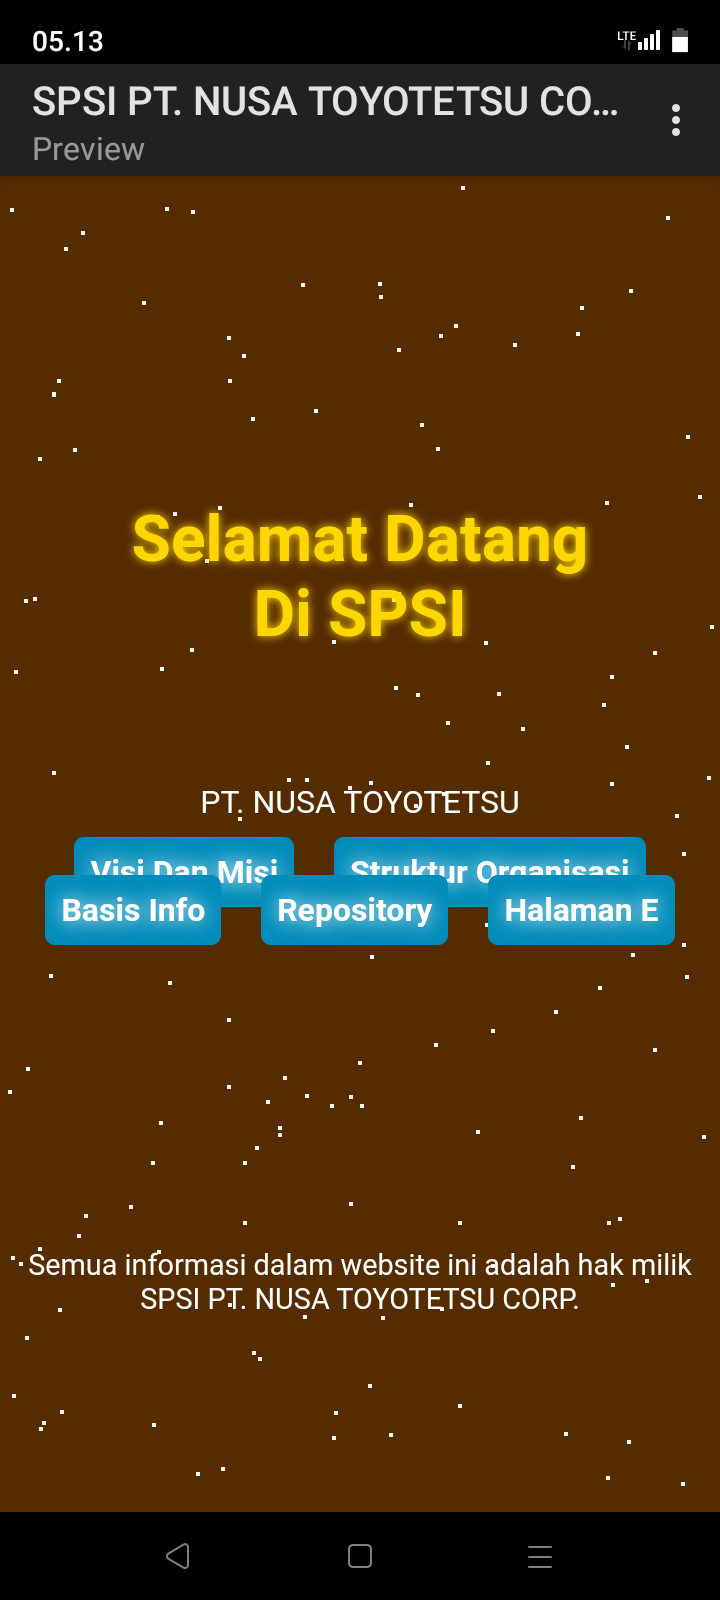 05.13
LTE
SPSI PT. NUSA TOYOTETSU CO...
Preview
Selamat Datang
Di SPSI
PT. NUSA TOYOTETSU
Visi Dan Misi
Struktur Organisasi
Basis Info
Repository
Halaman E
Semua informasi dalam website ini adalah hak milik
SPSI PT. NUSA TOYOTETSU CORP.